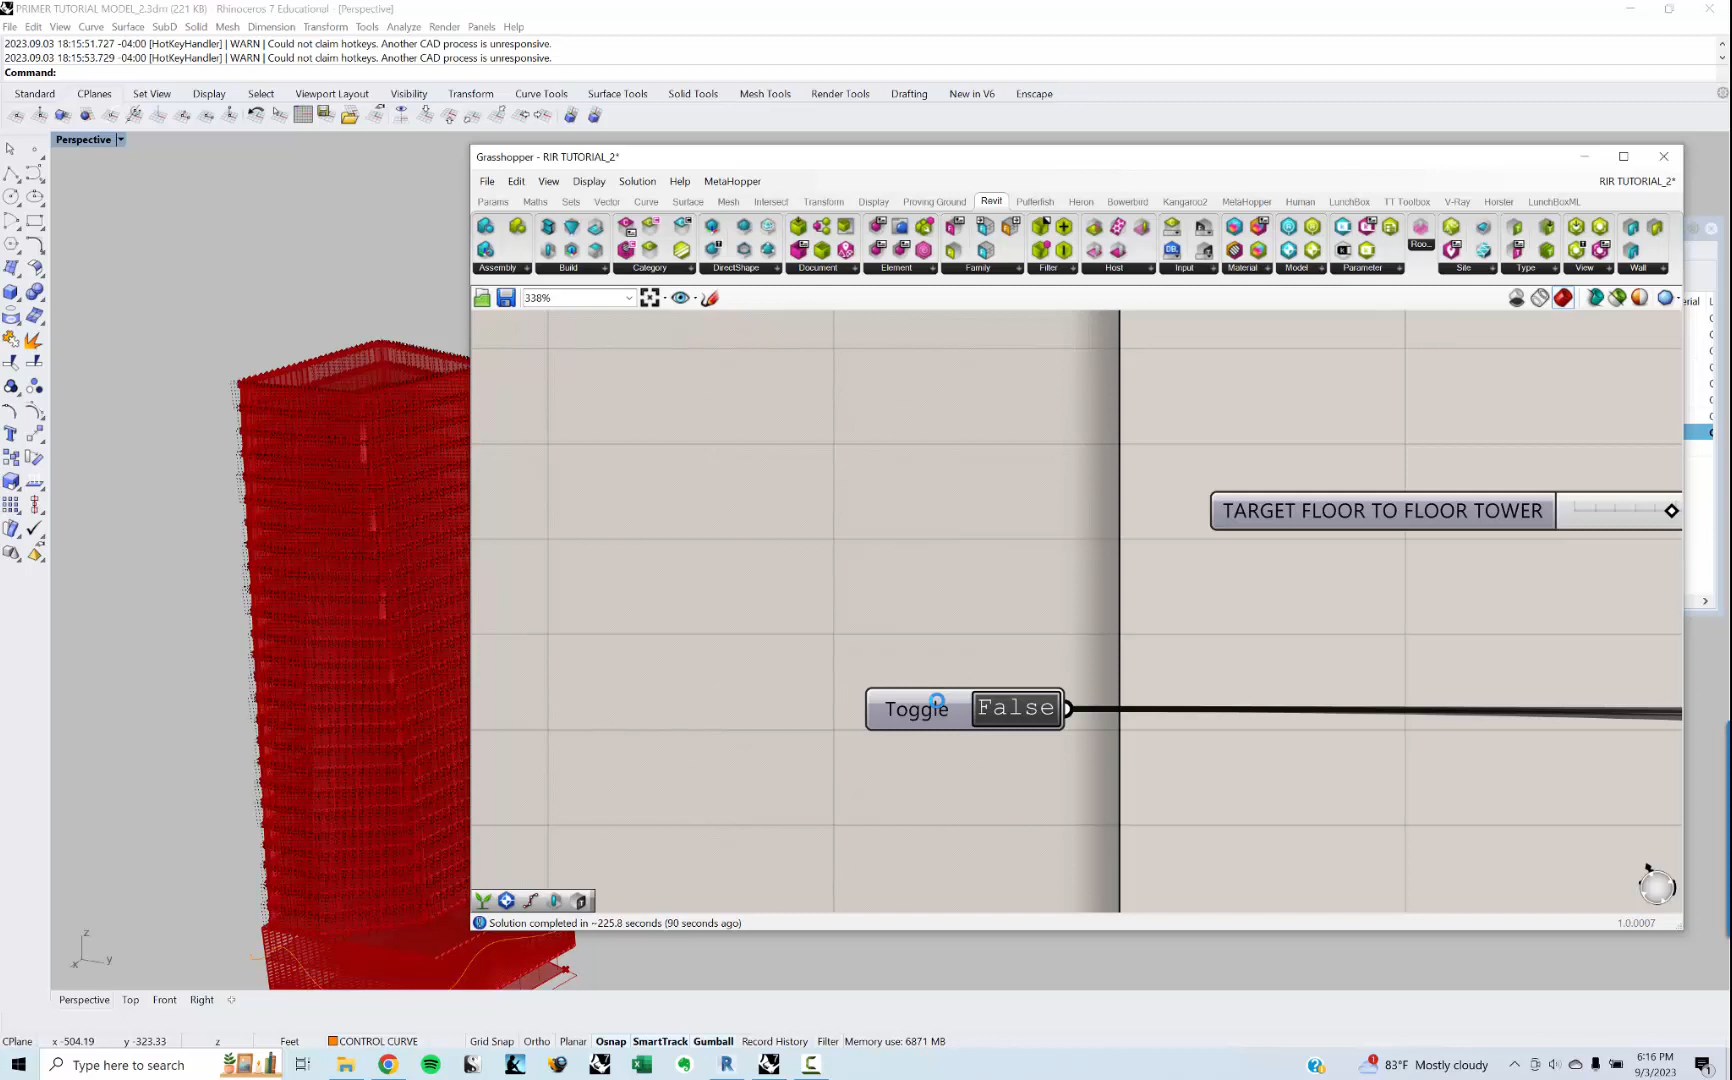 PRIMER TUTORIAL MODEL_2.3dm (221 KB) - Rhinoceros 7 Educational - [Perspective]
File Edit View Curve Surface SubD Solid Mesh Dimension Transform Tools Analyze Render Panels Help
2023.09.03 18:15:51.727 -04:00 [HotKeyHandler] | WARN | Could not claim hotkeys. Another CAD process is unresponsive.
2023.09.03 18:15:53.729 -04:00 [HotKeyHandler] | WARN | Could not claim hotkeys. Another CAD process is unresponsive.
Command:
Standard CPlanes Set View Display Select Viewport Layout Visibility Transform Curve Tools Surface Tools Solid Tools Mesh Tools Render Tools Drafting New in V6 Enscape
Perspective
Grasshopper - RIR TUTORIAL_2*
File Edit View Display Solution Help MetaHopper RIR TUTORIAL_2*
Params Maths Sets Vector Curve Surface Mesh Intersect Transform Display Proving Ground Revit Pufferfish Heron Bowerbird Kangaroo2 MetaHopper Human LunchBox TT Toolbox V-Ray Horster LunchBoxML
Roo...
Assembly Build Category DirectShape Document Element Family Filter Host Input Material Model Parameter Site Type View Wall
338%
erial
TARGET FLOOR TO FLOOR TOWER
Toggle False
Solution completed in ~225.8 seconds (90 seconds ago) 1.0.0007
z
x y
Perspective Top Front Right
CPlane x -504.19 y -323.33 z Feet CONTROL CURVE Grid Snap Ortho Planar Osnap SmartTrack Gumball Record History Filter Memory use: 6871 MB
Type here to search 83°F Mostly cloudy 6:16 PM
9/3/2023